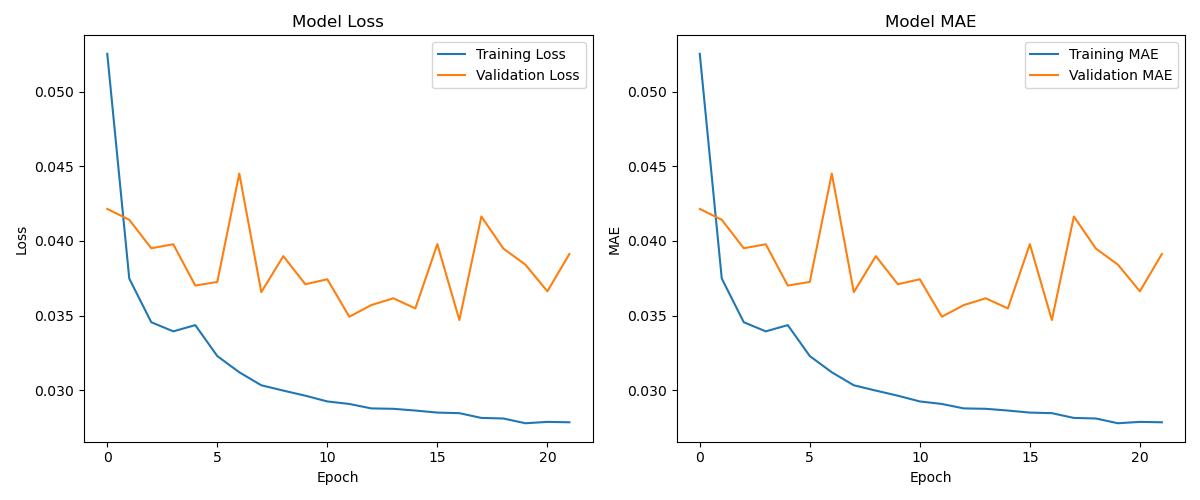 Model Loss
Training Loss
Validation Loss
0.050
0.045
0.040
0.035
0.030
Loss
0 5 10 15 20
Epoch
Model MAE
Training MAE
Validation MAE
0.050
0.045
0.040
0.035
0.030
MAE
0 5 10 15 20
Epoch